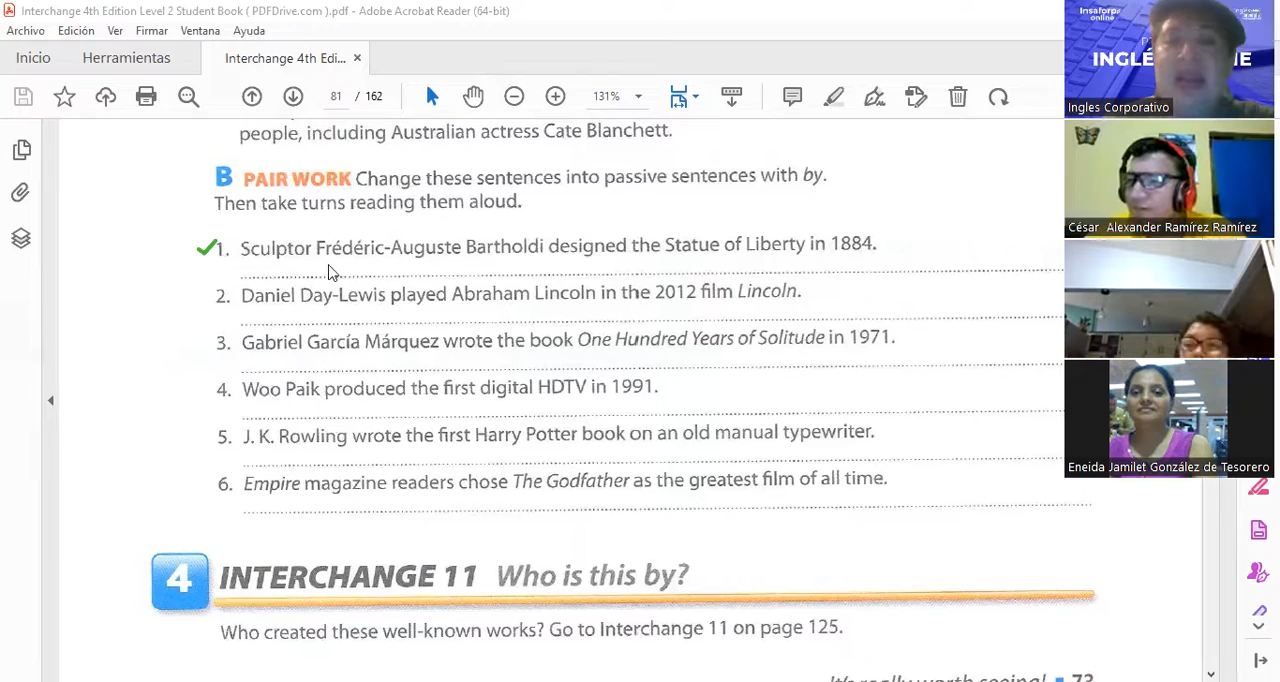 Interchange 4th Edition Level 2 Student Book ( PDFDrive.com ).pdf - Adobe Acrobat Reader (64-bit)
Archivo Edición Ver Firmar Ventana Ayuda
Inicio Herramientas Interchange 4th Edi... ×
81 / 162 131%
people, including Australian actress Cate Blanchett.
B PAIR WORK Change these sentences into passive sentences with by.
Then take turns reading them aloud.
1. Sculptor Frédéric-Auguste Bartholdi designed the Statue of Liberty in 1884.
2. Daniel Day-Lewis played Abraham Lincoln in the 2012 film Lincoln.
3. Gabriel García Márquez wrote the book One Hundred Years of Solitude in 1971.
4. Woo Paik produced the first digital HDTV in 1991.
5. J. K. Rowling wrote the first Harry Potter book on an old manual typewriter.
6. Empire magazine readers chose The Godfather as the greatest film of all time.
4 INTERCHANGE 11 Who is this by?
Who created these well-known works? Go to Interchange 11 on page 125.
It's really worth seeing! 73
Insaforp
online
Ingles Corporativo
César Alexander Ramírez Ramírez
Eneida Jamilet González de Tesorero